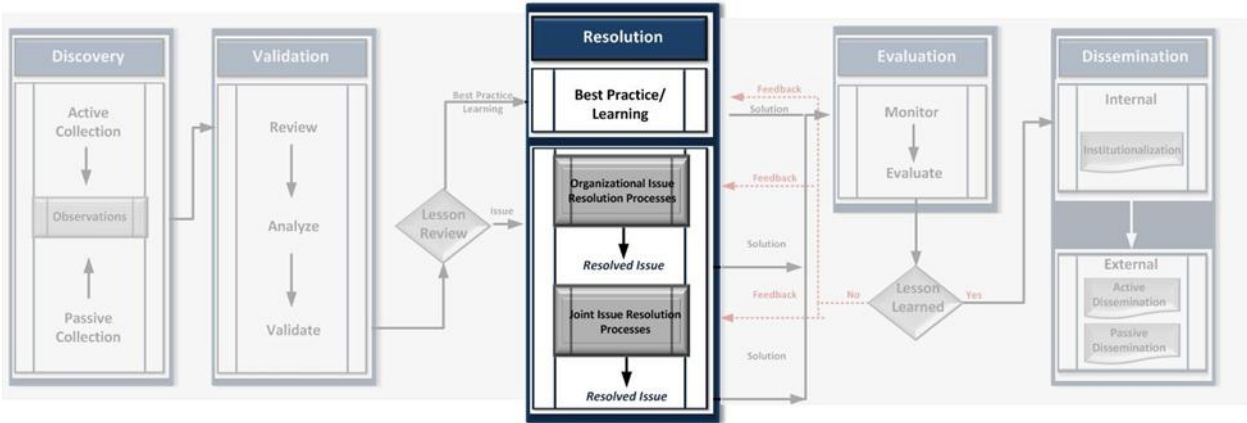 Discovery
Active
Collection
Observations
Passive
Collection
Validation
Review
Analyze
Validate
Best Practice
Learning
Lesson
Review
Issue
Resolution
Best Practice/
Learning
Organizational Issue
Resolution Processes
Resolved Issue
Joint Issue Resolution
Processes
Resolved Issue
Feedback
Solution
Feedback
Solution
Feedback
Solution
Evaluation
Monitor
Evaluate
Lesson
Learned
No
Yes
Dissemination
Internal
Institutionalization
External
Active
Dissemination
Passive
Dissemination